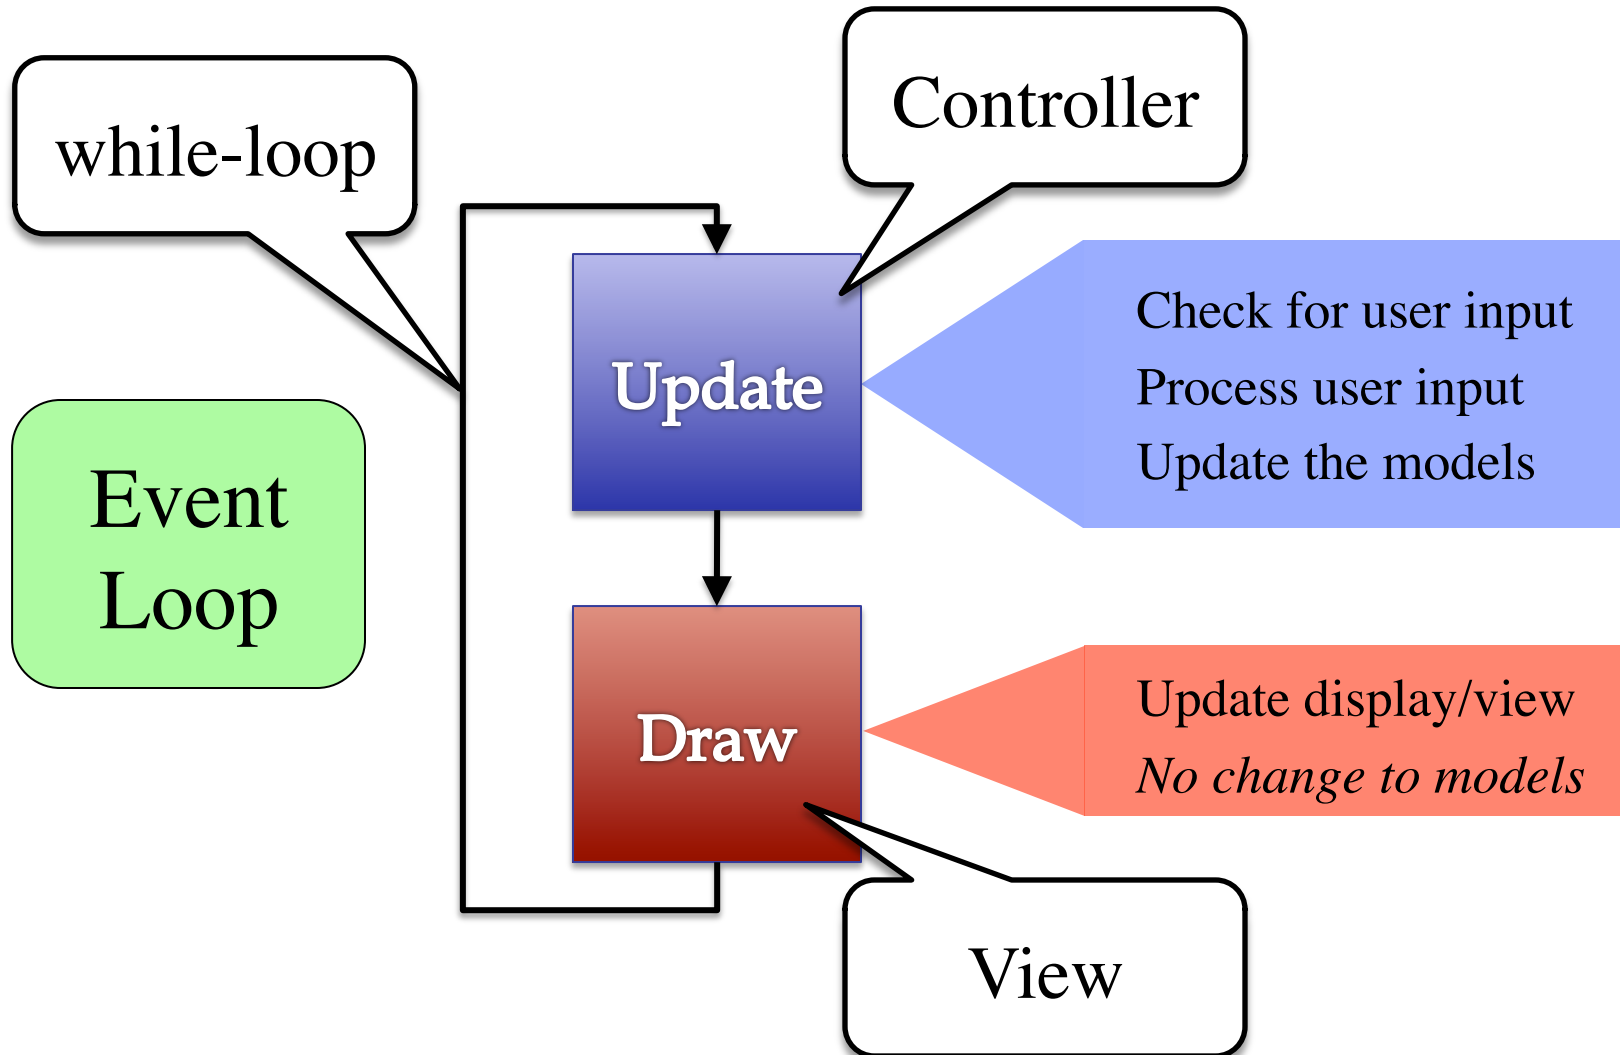 while-loop
Controller
Update
Check for user input
Process user input
Update the models
Event
Loop
Draw
Update display/view
No change to models
View